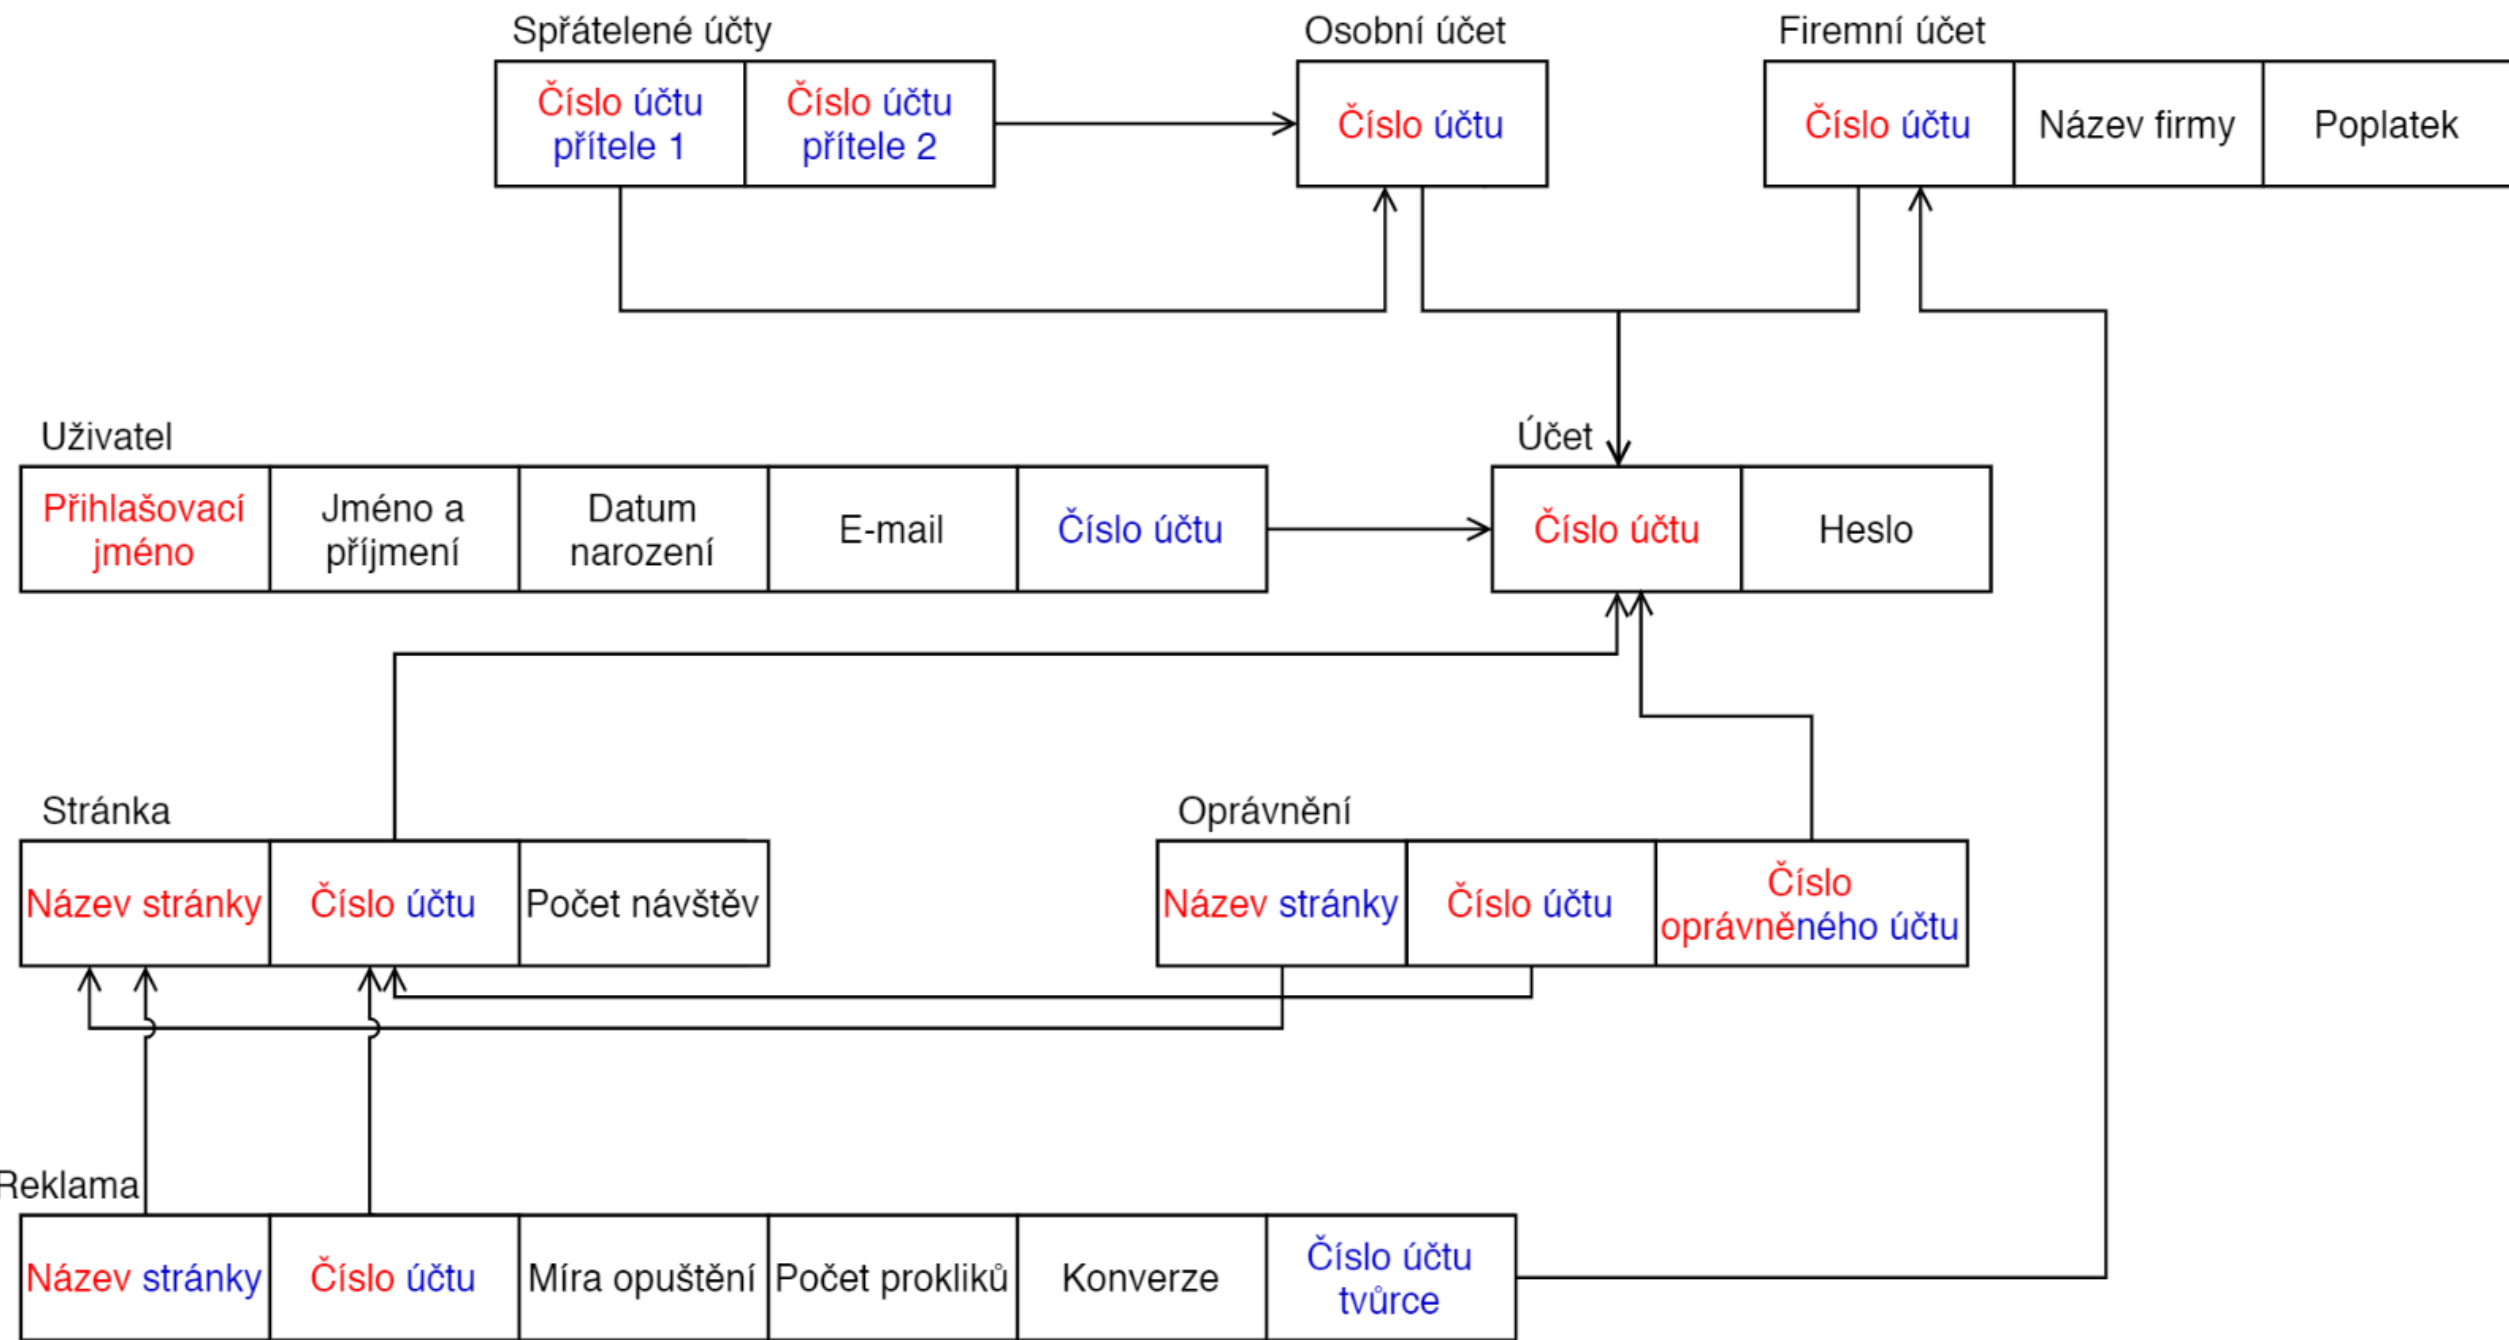 Spřátelené účty
Osobní účet
Firemní účet
Číslo účtu
přítele 1
Číslo účtu
přítele 2
Číslo účtu
Číslo účtu
Název firmy
Poplatek
Uživatel
Účet
Přihlašovací
jméno
Jméno a
příjmení
Datum
narození
E-mail
Číslo účtu
Číslo účtu
Heslo
Stránka
Oprávnění
Název stránky
Číslo účtu
Počet návštěv
Název stránky
Číslo účtu
Číslo
oprávněného účtu
Reklama
Název stránky
Číslo účtu
Míra opuštění
Počet prokliků
Konverze
Číslo účtu
tvůrce